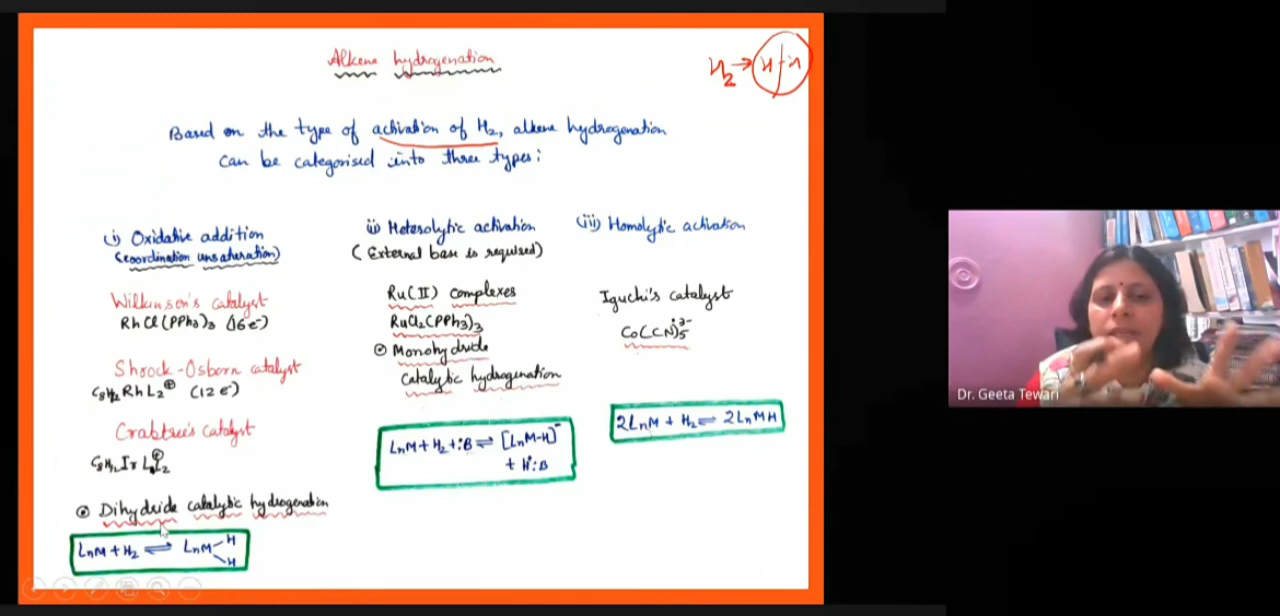 Alkene hydrogenation
H₂ → H-H
Based on the type of activation of H₂, alkene hydrogenation
can be categorised into three types:
(i) Oxidative addition
(coordination unsaturation)
Wilkinson's catalyst
RhCl(PPh₃)₃ (16e⁻)
Shrock-Osborn catalyst
C₈H₁₂RhL₂⊕ (12e⁻)
Crabtree's catalyst
⊙ Dihydride catalytic hydrogenation
LnM + H₂ ⇌ LnM
H
H
(ii) Heterolytic activation
(External base is required)
Ru(II) complexes
RuCl₂(PPh₃)₃
⊙ Monohydride
catalytic hydrogenation
LnM + H₂ + :B ⇌ [LnM-H]⁻
+ H⁺:B
(iii) Homolytic activation
Iguchi's catalyst
Co(CN)₅³⁻
2LnM + H₂ ⇌ 2LnMH
Dr. Geeta Tewari